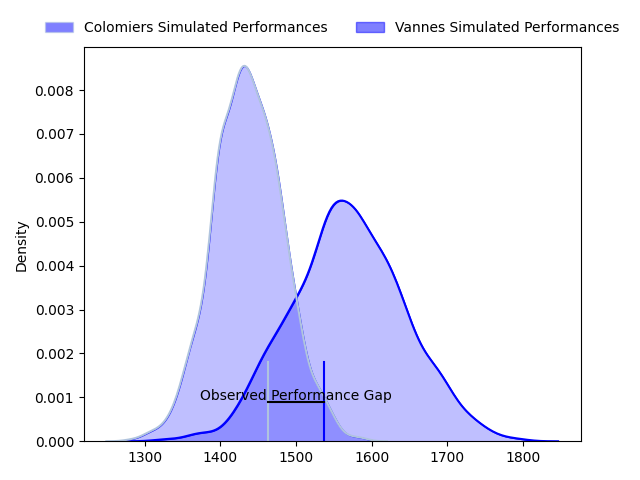 Colomiers Simulated Performances
Vannes Simulated Performances
Density
0.008
0.007
0.006
0.005
0.004
0.003
0.002
0.001
0.000
Observed Performance Gap
1300 1400 1500 1600 1700 1800